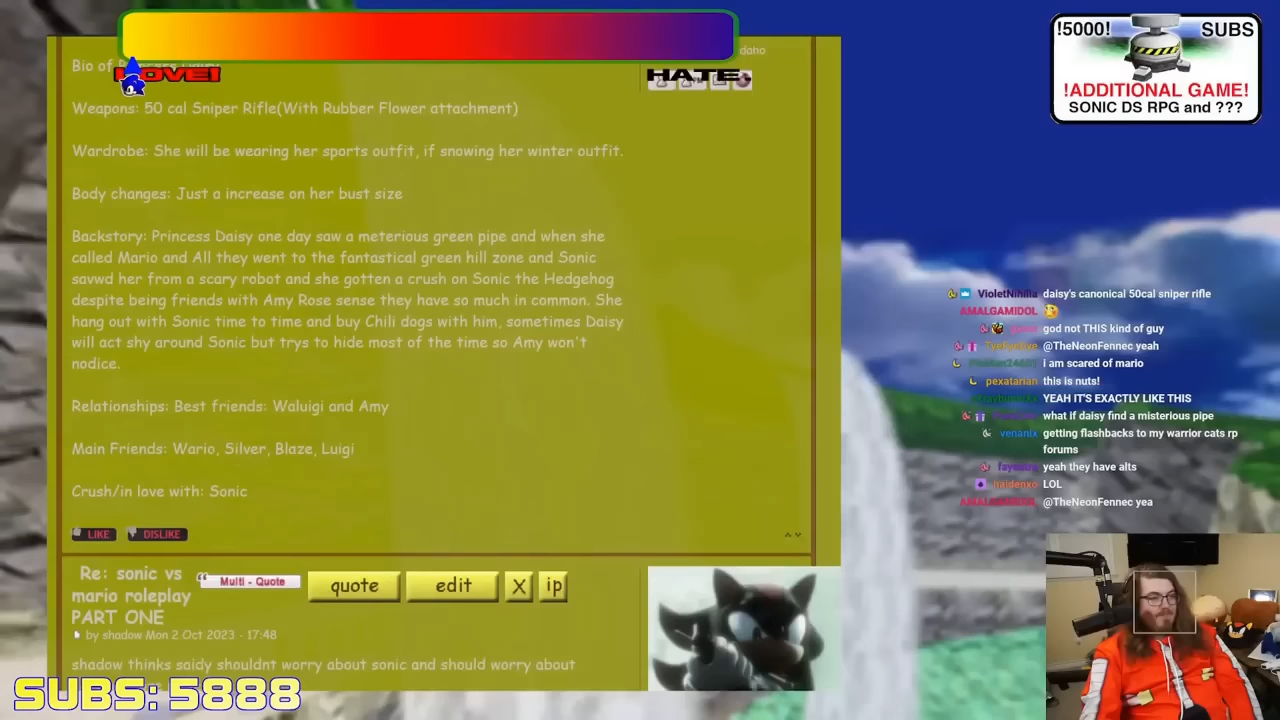 LOVE!
HATE.
daho
Bio of
Weapons: 50 cal Sniper Rifle(With Rubber Flower attachment)
Wardrobe: She will be wearing her sports outfit, if snowing her winter outfit.
Body changes: Just a increase on her bust size
Backstory: Princess Daisy one day saw a meterious green pipe and when she
called Mario and All they went to the fantastical green hill zone and Sonic
savwd her from a scary robot and she gotten a crush on Sonic the Hedgehog
despite being friends with Amy Rose sense they have so much in common. She
hang out with Sonic time to time and buy Chili dogs with him, sometimes Daisy
will act shy around Sonic but trys to hide most of the time so Amy won't
nodice.
Relationships: Best friends: Waluigi and Amy
Main Friends: Wario, Silver, Blaze, Luigi
Crush/in love with: Sonic
LIKE DISLIKE
Re: sonic vs
mario roleplay
PART ONE
Multi - Quote quote edit X ip
by shadow Mon 2 Oct 2023 - 17:48
shadow thinks saidy shouldnt worry about sonic and should worry about
SUBS: 5888
!5000! SUBS
!ADDITIONAL GAME!
SONIC DS RPG and ???
VioletNihilia daisy's canonical 50cal sniper rifle
AMALGAMIDOL
god not THIS kind of guy
@TheNeonFennec yeah
i am scared of mario
pexatarian this is nuts!
YEAH IT'S EXACTLY LIKE THIS
what if daisy find a misterious pipe
venanix getting flashbacks to my warrior cats rp
forums
yeah they have alts
haidenxo LOL
@TheNeonFennec yea